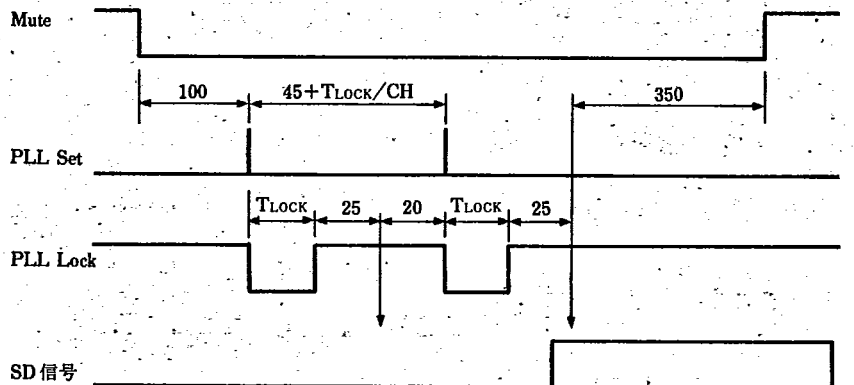 Mute
100 45+TLOCK/CH 350
PLL Set
TLOCK 25 20 TLOCK 25
PLL Lock
SD信号